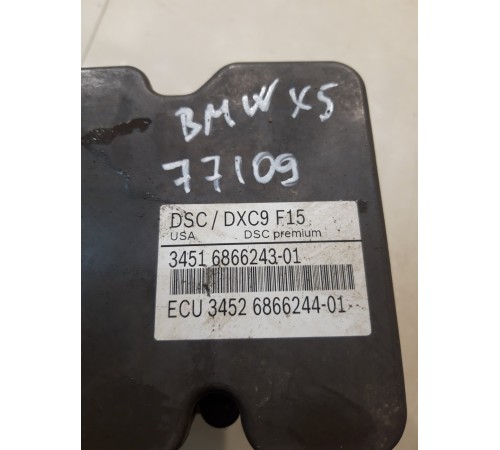 BMW X5
77109
DSC / DXC9 F15
USA DSC premium
3451 6866243-01
ECU 3452 6866244-01